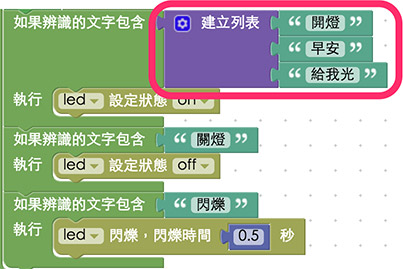 如果辨識的文字包含 建立列表 “ 開燈 ”
“ 早安 ”
“ 給我光 ”
執行 led 設定狀態 on
如果辨識的文字包含 “ 關燈 ”
執行 led 設定狀態 off
如果辨識的文字包含 “ 閃爍 ”
執行 led 閃爍，閃爍時間 0.5 秒